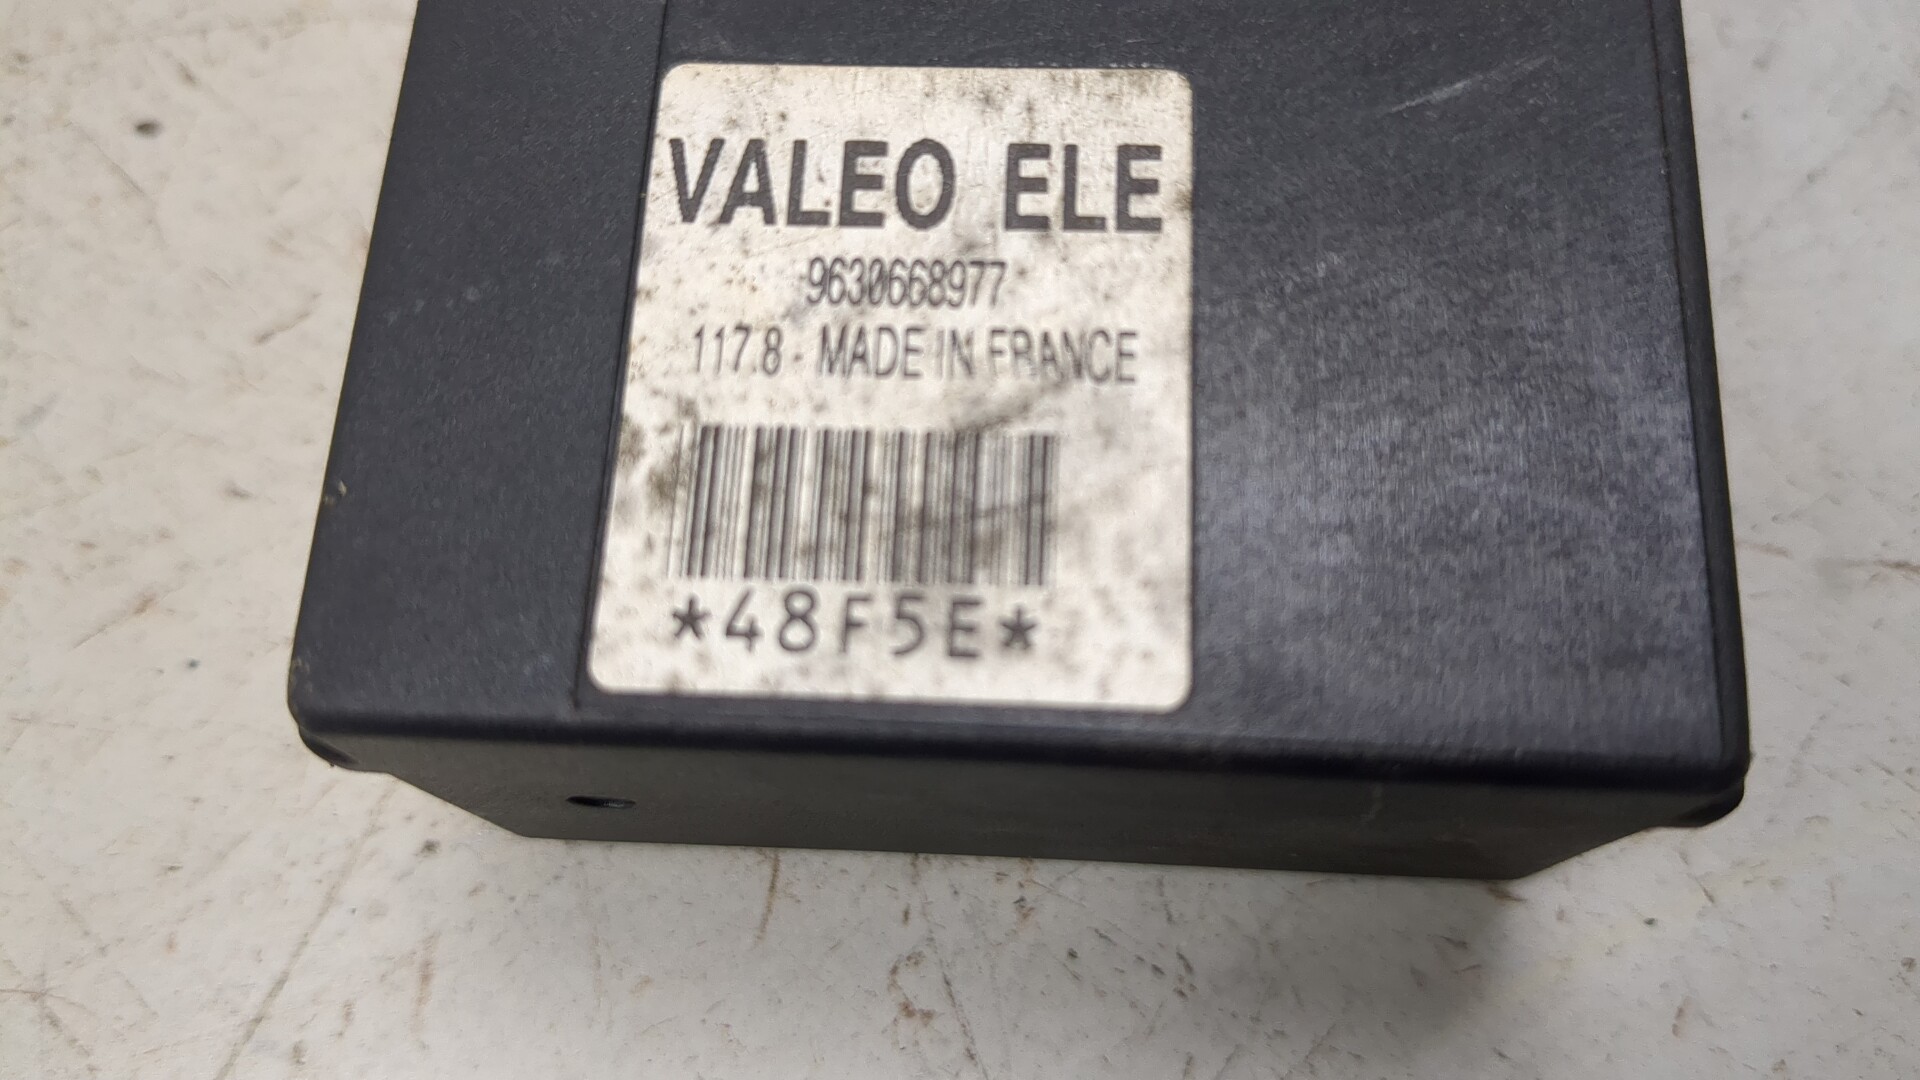 VALEO ELE
9630668977
117.8 - MADE IN FRANCE
*48F5E*